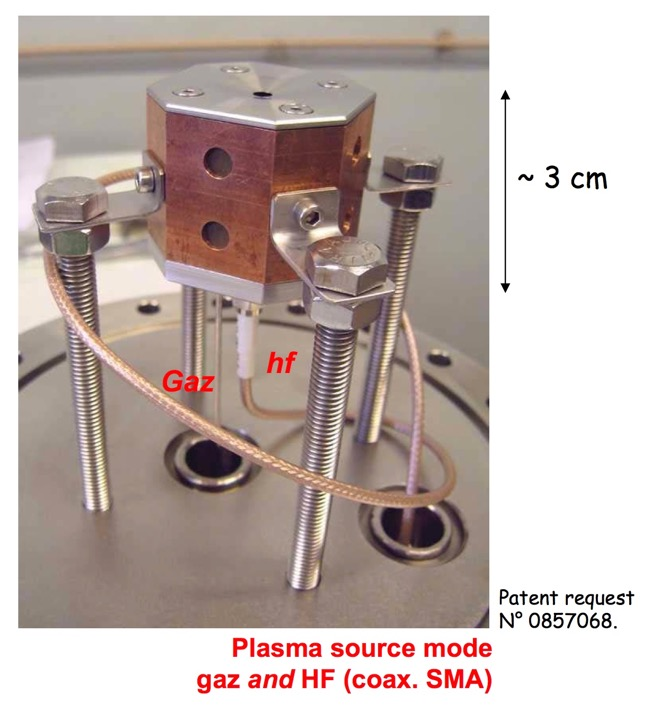 ~ 3 cm
hf
Gaz
Patent request
N° 0857068.
Plasma source mode
gaz and HF (coax. SMA)